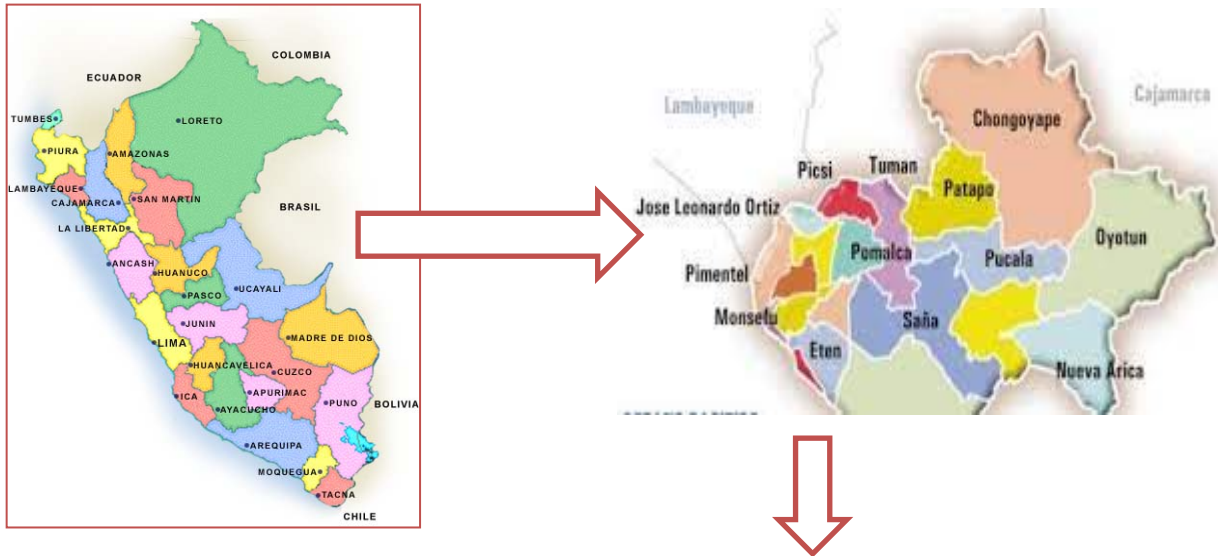 COLOMBIA
ECUADOR
TUMBES
LORETO
PIURA
AMAZONAS
LAMBAYEQUE
SAN MARTIN
CAJAMARCA
BRASIL
LA LIBERTAD
ANCASH
HUANUCO
UCAYALI
PASCO
JUNIN
LIMA
MADRE DE DIOS
HUANCAVELICA
CUZCO
ICA
APURIMAC
PUNO
BOLIVIA
AYACUCHO
AREQUIPA
MOQUEGUA
TACNA
CHILE
Lambayeque
Cajamarca
Chongoyape
Picsi
Tuman
Patapo
Jose Leonardo Ortiz
Oyotun
Pomalca
Pucala
Pimentel
Monsefu
Saña
Eten
Nueva Arica